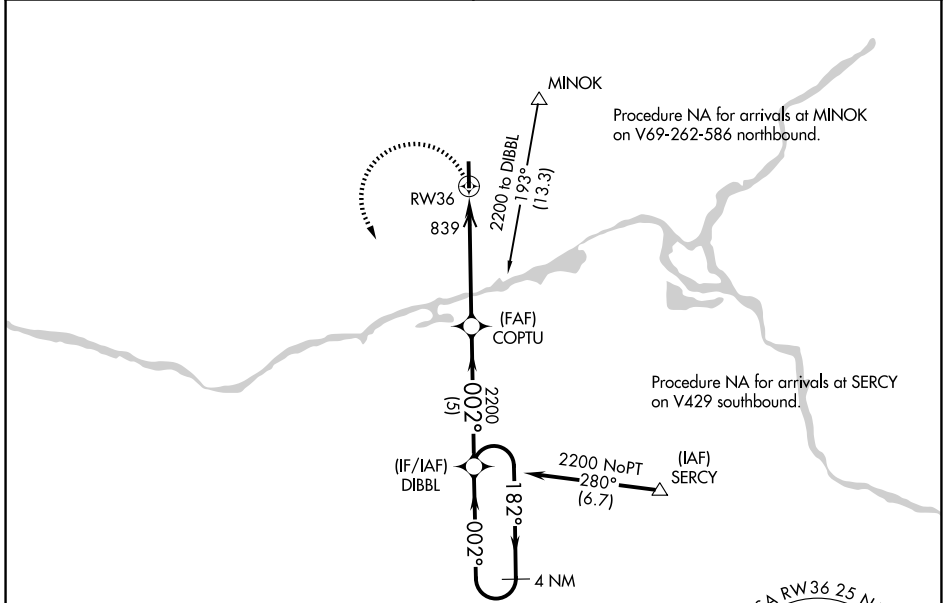 MINOK
Procedure NA for arrivals at MINOK
on V69-262-586 northbound.
2200 to DIBBL
193°
(13.3)
RW36
839
(FAF)
COPTU
Procedure NA for arrivals at SERCY
on V429 southbound.
2200
002°
(5)
(IF/IAF)
DIBBL
2200 NoPT
280°
(6.7)
(IAF)
SERCY
182°
002°
4 NM
RW36 25